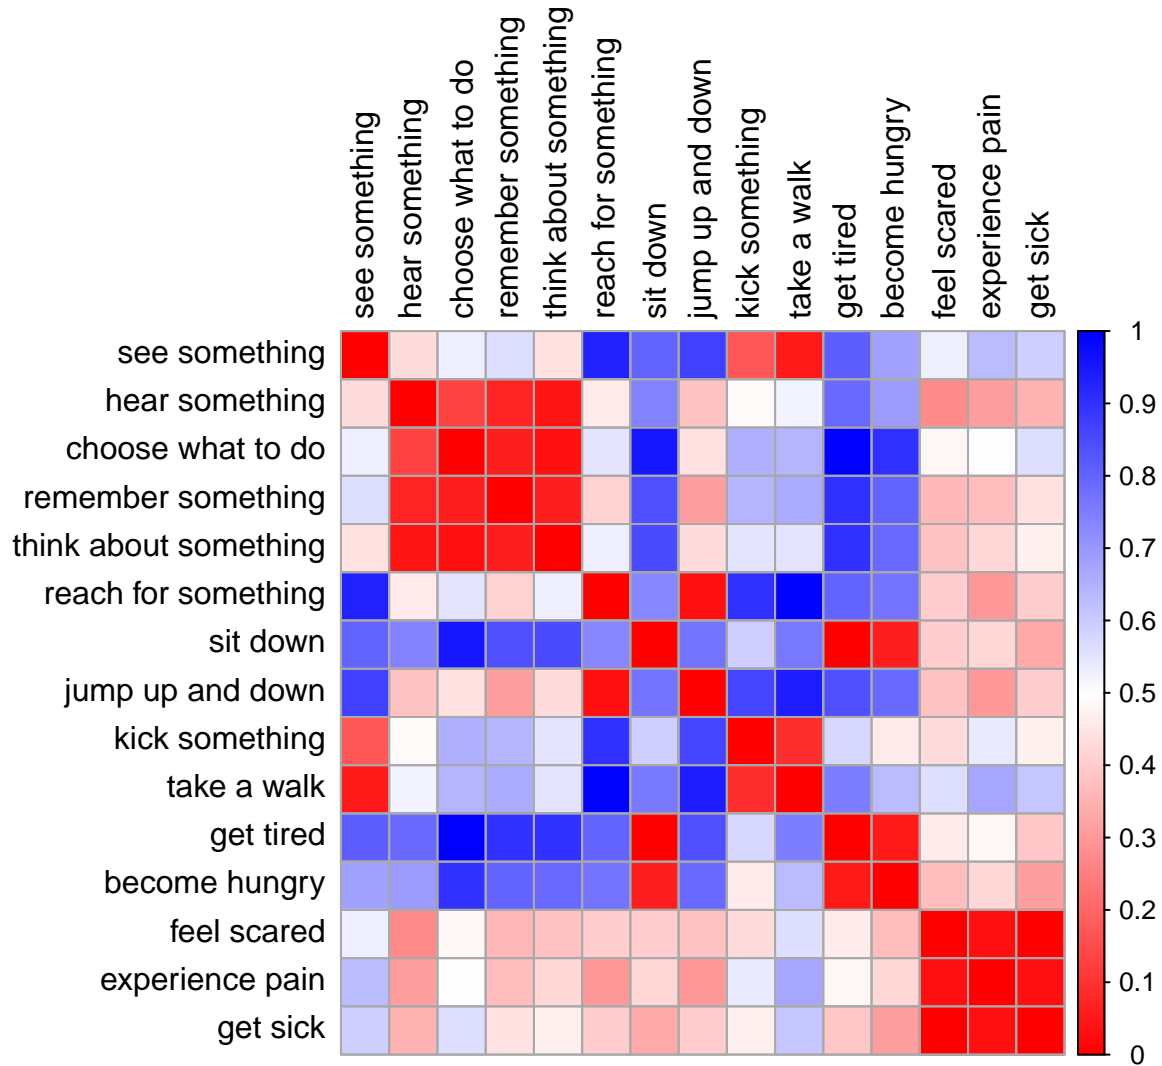 see something
hear something
choose what to do
remember something
think about something
reach for something
sit down
jump up and down
kick something
take a walk
get tired
become hungry
feel scared
experience pain
get sick
see something
hear something
choose what to do
remember something
think about something
reach for something
sit down
jump up and down
kick something
take a walk
get tired
become hungry
feel scared
experience pain
get sick
1
0.9
0.8
0.7
0.6
0.5
0.4
0.3
0.2
0.1
0